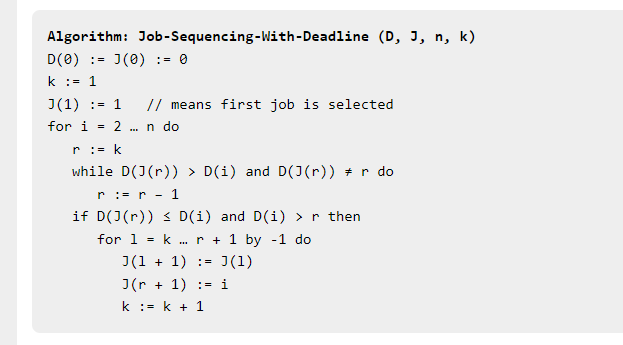 Algorithm: Job-Sequencing-With-Deadline (D, J, n, k)
D(0) := J(0) := 0
k := 1
J(1) := 1   // means first job is selected
for i = 2 … n do
   r := k
   while D(J(r)) > D(i) and D(J(r)) ≠ r do
      r := r - 1
   if D(J(r)) ≤ D(i) and D(i) > r then
      for l = k … r + 1 by -1 do
         J(l + 1) := J(l)
         J(r + 1) := i
         k := k + 1